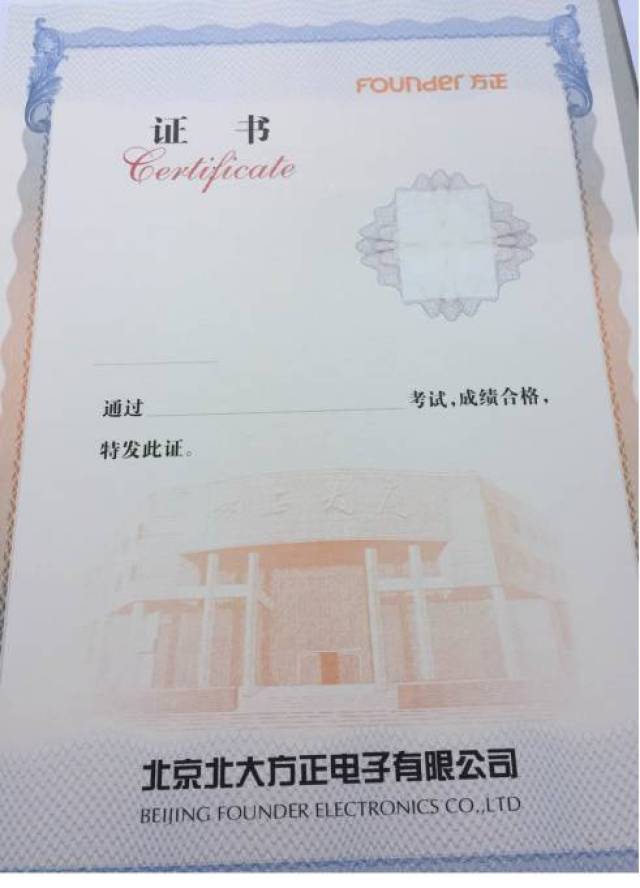 Founder 方正
证 书
Certificate
通过 考试,成绩合格,
特发此证。
北京北大方正电子有限公司
BEIJING FOUNDER ELECTRONICS CO.,LTD